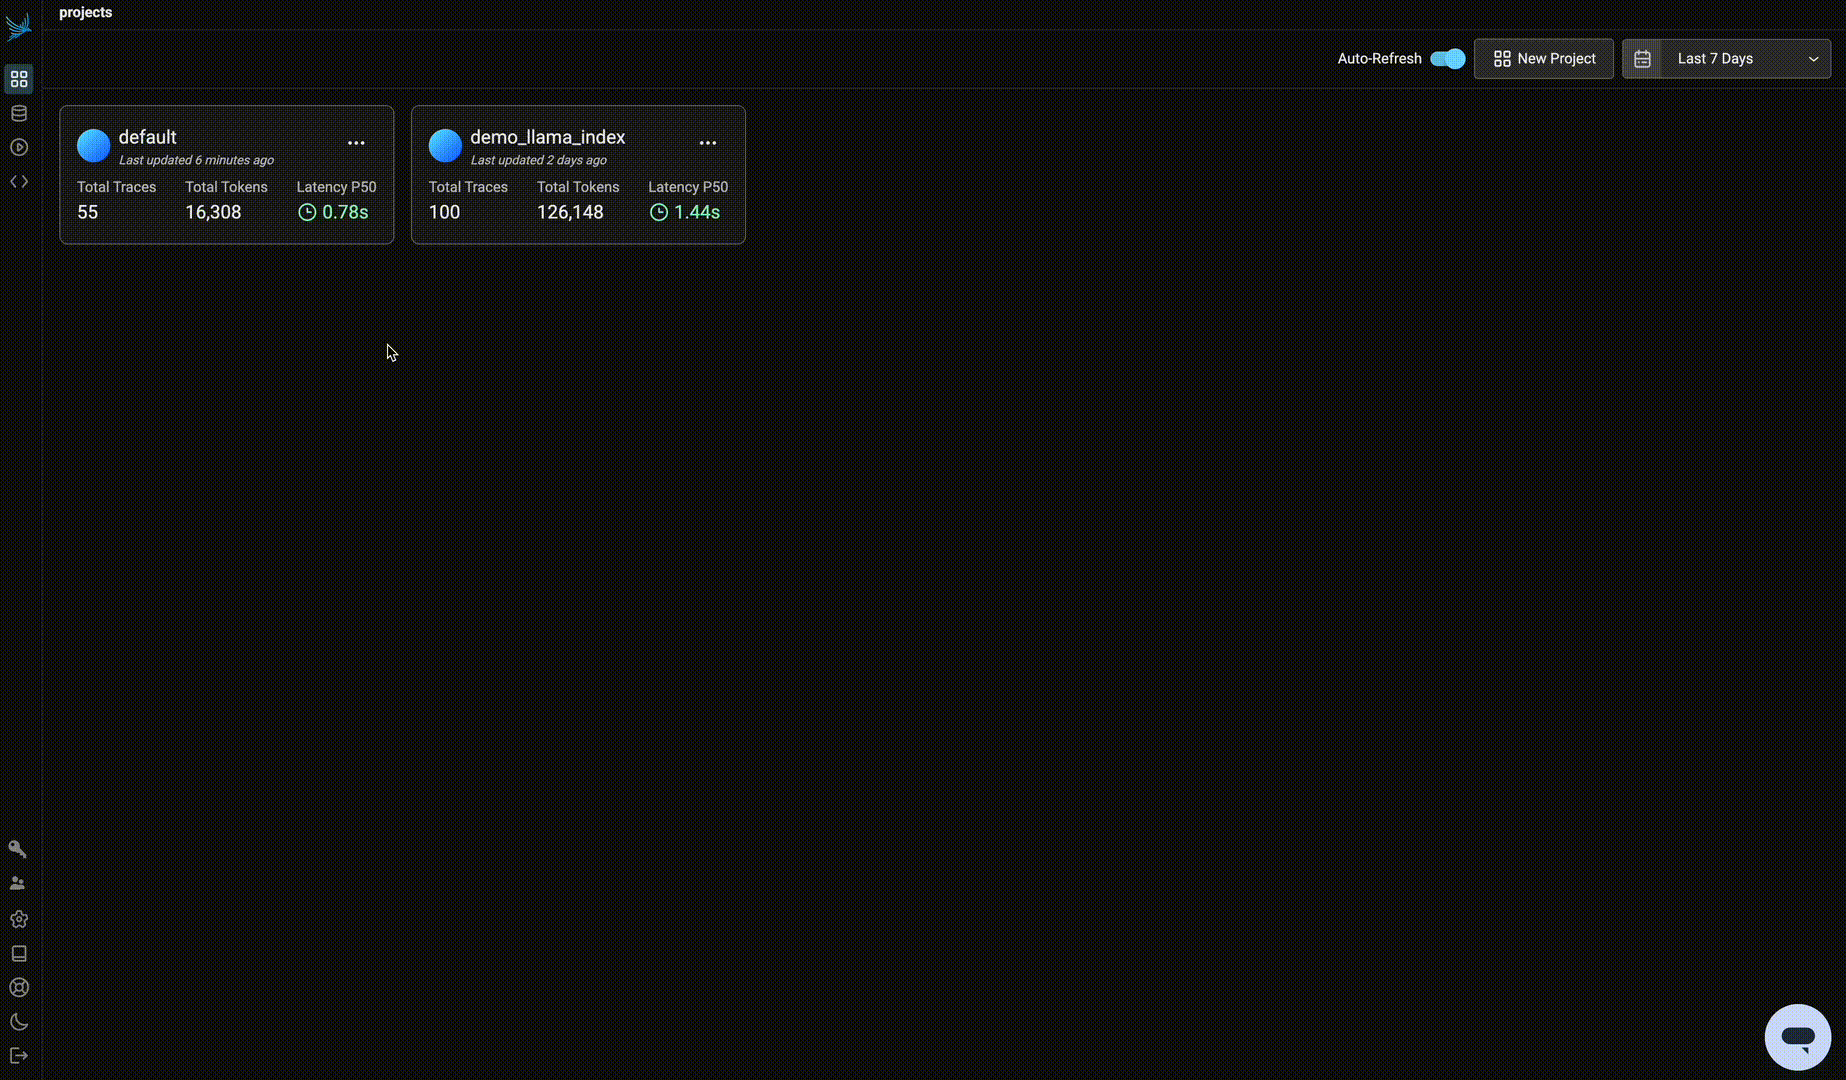 projects
Auto-Refresh
New Project
Last 7 Days
default
Last updated 6 minutes ago
Total Traces Total Tokens Latency P50
55 16,308 0.78s
demo_llama_index
Last updated 2 days ago
Total Traces Total Tokens Latency P50
100 126,148 1.44s